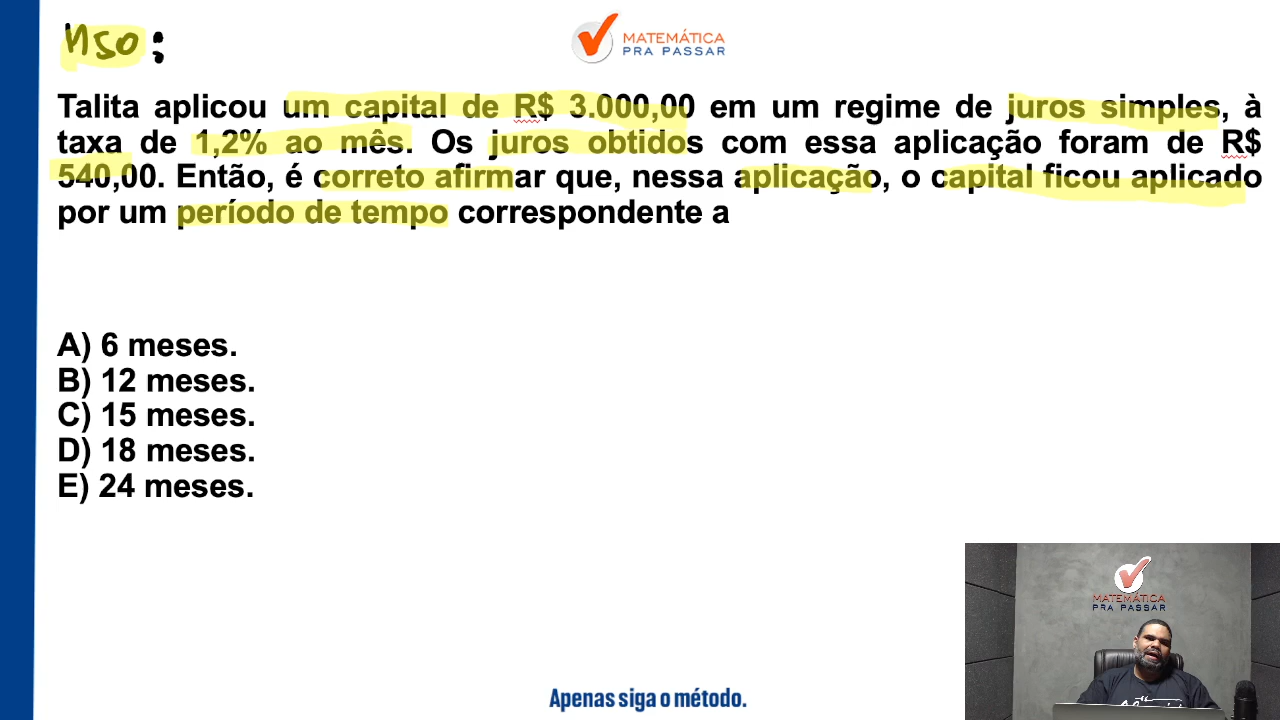 MSO:
MATEMÁTICA
PRA PASSAR
Talita aplicou um capital de R$ 3.000,00 em um regime de juros simples, à
taxa de 1,2% ao mês. Os juros obtidos com essa aplicação foram de R$
540,00. Então, é correto afirmar que, nessa aplicação, o capital ficou aplicado
por um período de tempo correspondente a
A) 6 meses.
B) 12 meses.
C) 15 meses.
D) 18 meses.
E) 24 meses.
MATEMÁTICA
PRA PASSAR
Apenas siga o método.